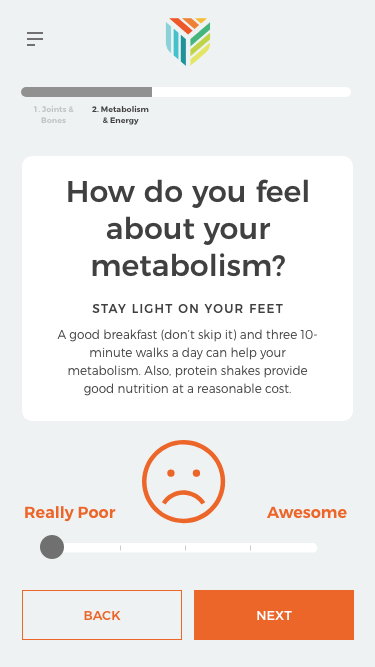 1. Joints &
Bones
2. Metabolism
& Energy
How do you feel
about your
metabolism?
STAY LIGHT ON YOUR FEET
A good breakfast (don't skip it) and three 10-
minute walks a day can help your
metabolism. Also, protein shakes provide
good nutrition at a reasonable cost.
Really Poor
Awesome
BACK
NEXT